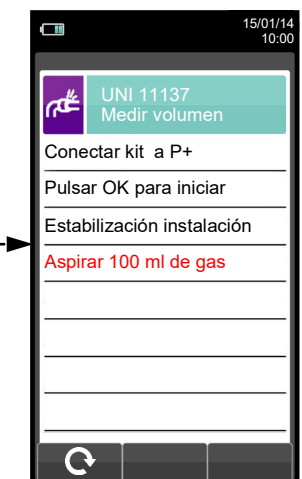 15/01/14
10:00
UNI 11137
Medir volumen
Conectar kit a P+
Pulsar OK para iniciar
Estabilización instalación
Aspirar 100 ml de gas